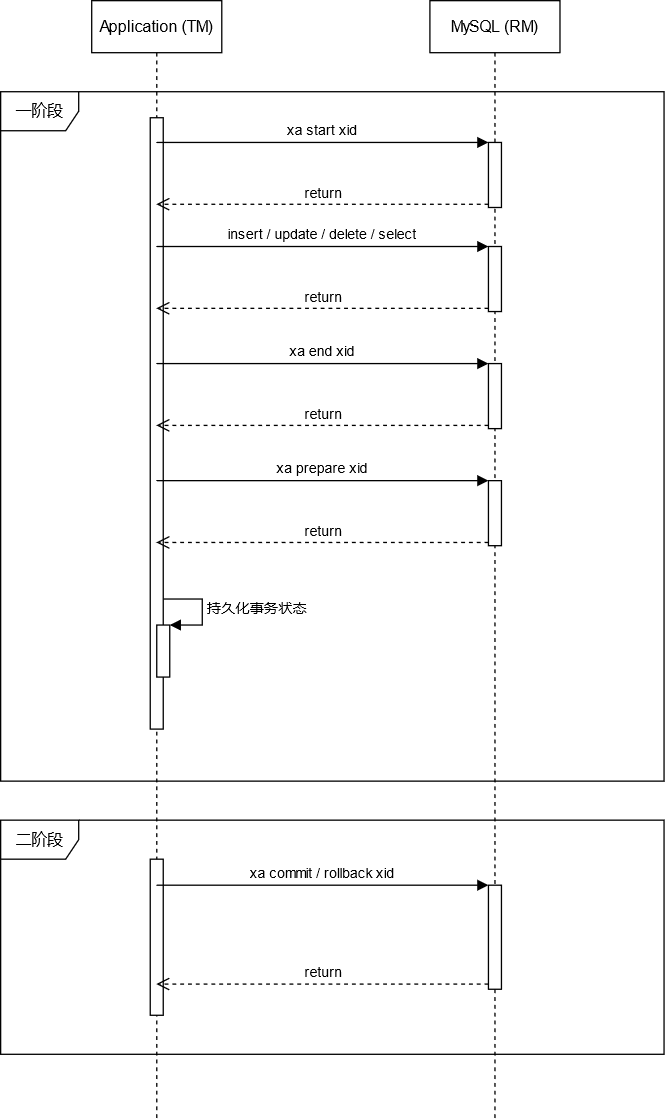 Application (TM)
MySQL (RM)
一阶段
xa start xid
return
insert / update / delete / select
return
xa end xid
return
xa prepare xid
return
持久化事务状态
二阶段
xa commit / rollback xid
return